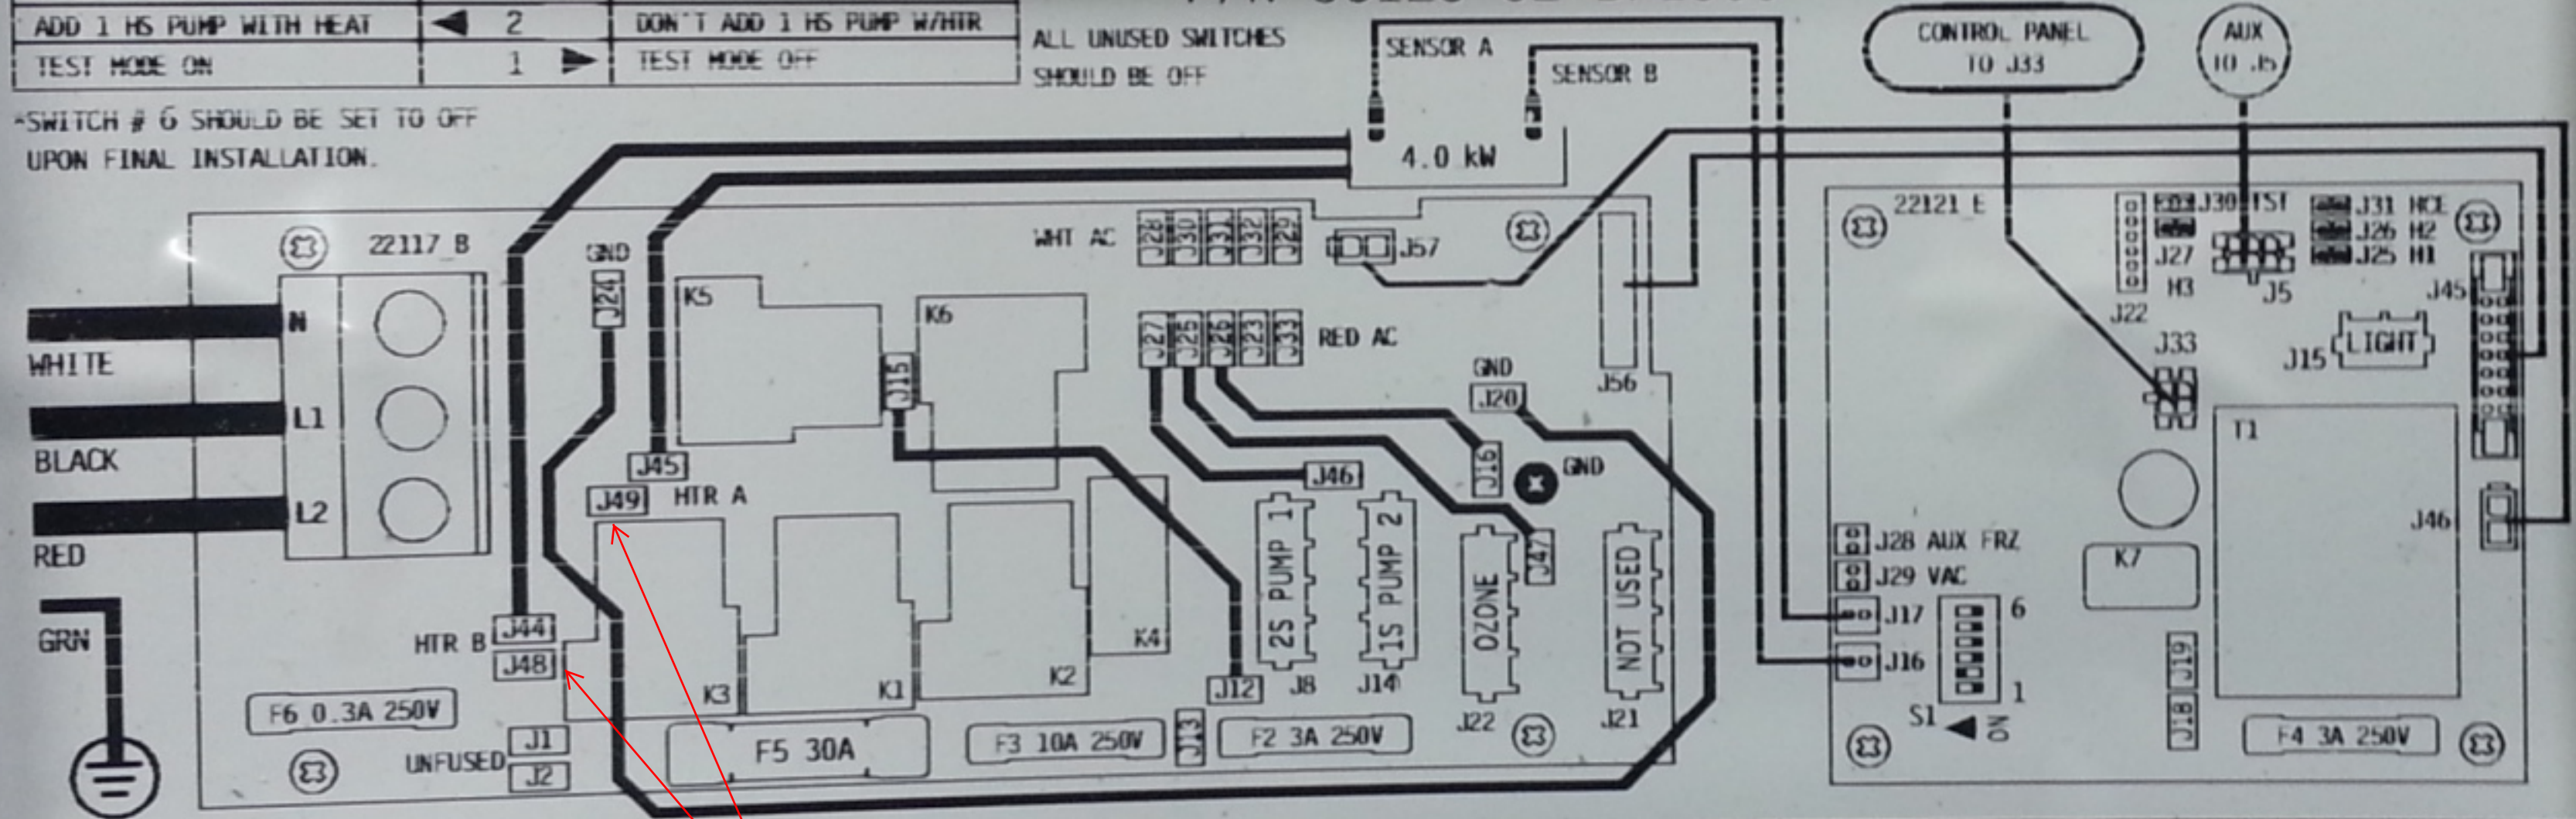 ADD 1 HS PUMP WITH HEAT 2 DON'T ADD 1 HS PUMP W/HTR
TEST MODE ON 1 TEST MODE OFF
ALL UNUSED SWITCHES
SHOULD BE OFF
*SWITCH # 6 SHOULD BE SET TO OFF
UPON FINAL INSTALLATION.
SENSOR A
SENSOR B
4.0 kW
CONTROL PANEL
TO J33
AUX
TO J5
22117_B
GND
J24
N
WHITE
L1
BLACK
L2
RED
GRN
K5
K6
J15
J45
J49
HTR A
WHT AC
J28
J30
J31
J32
J29
J57
J27
J25
J26
J23
J33
RED AC
GND
J20
J56
J46
J16
GND
J47
HTR B
J44
J48
K3
K1
K2
K4
J12
2S PUMP 1
J8
1S PUMP 2
J14
OZONE
J22
NOT USED
J21
F6 0.3A 250V
UNFUSED
J1
J2
F5 30A
F3 10A 250V
J13
F2 3A 250V
22121_E
J30 TST
J31 HCE
J26 H2
J25 H1
J27
H3
J22
J5
J45
J33
J15
LIGHT
T1
J46
J28 AUX FRZ
J29 VAC
J17
J16
6
1
S1
ON
K7
J19
J18
F4 3A 250V